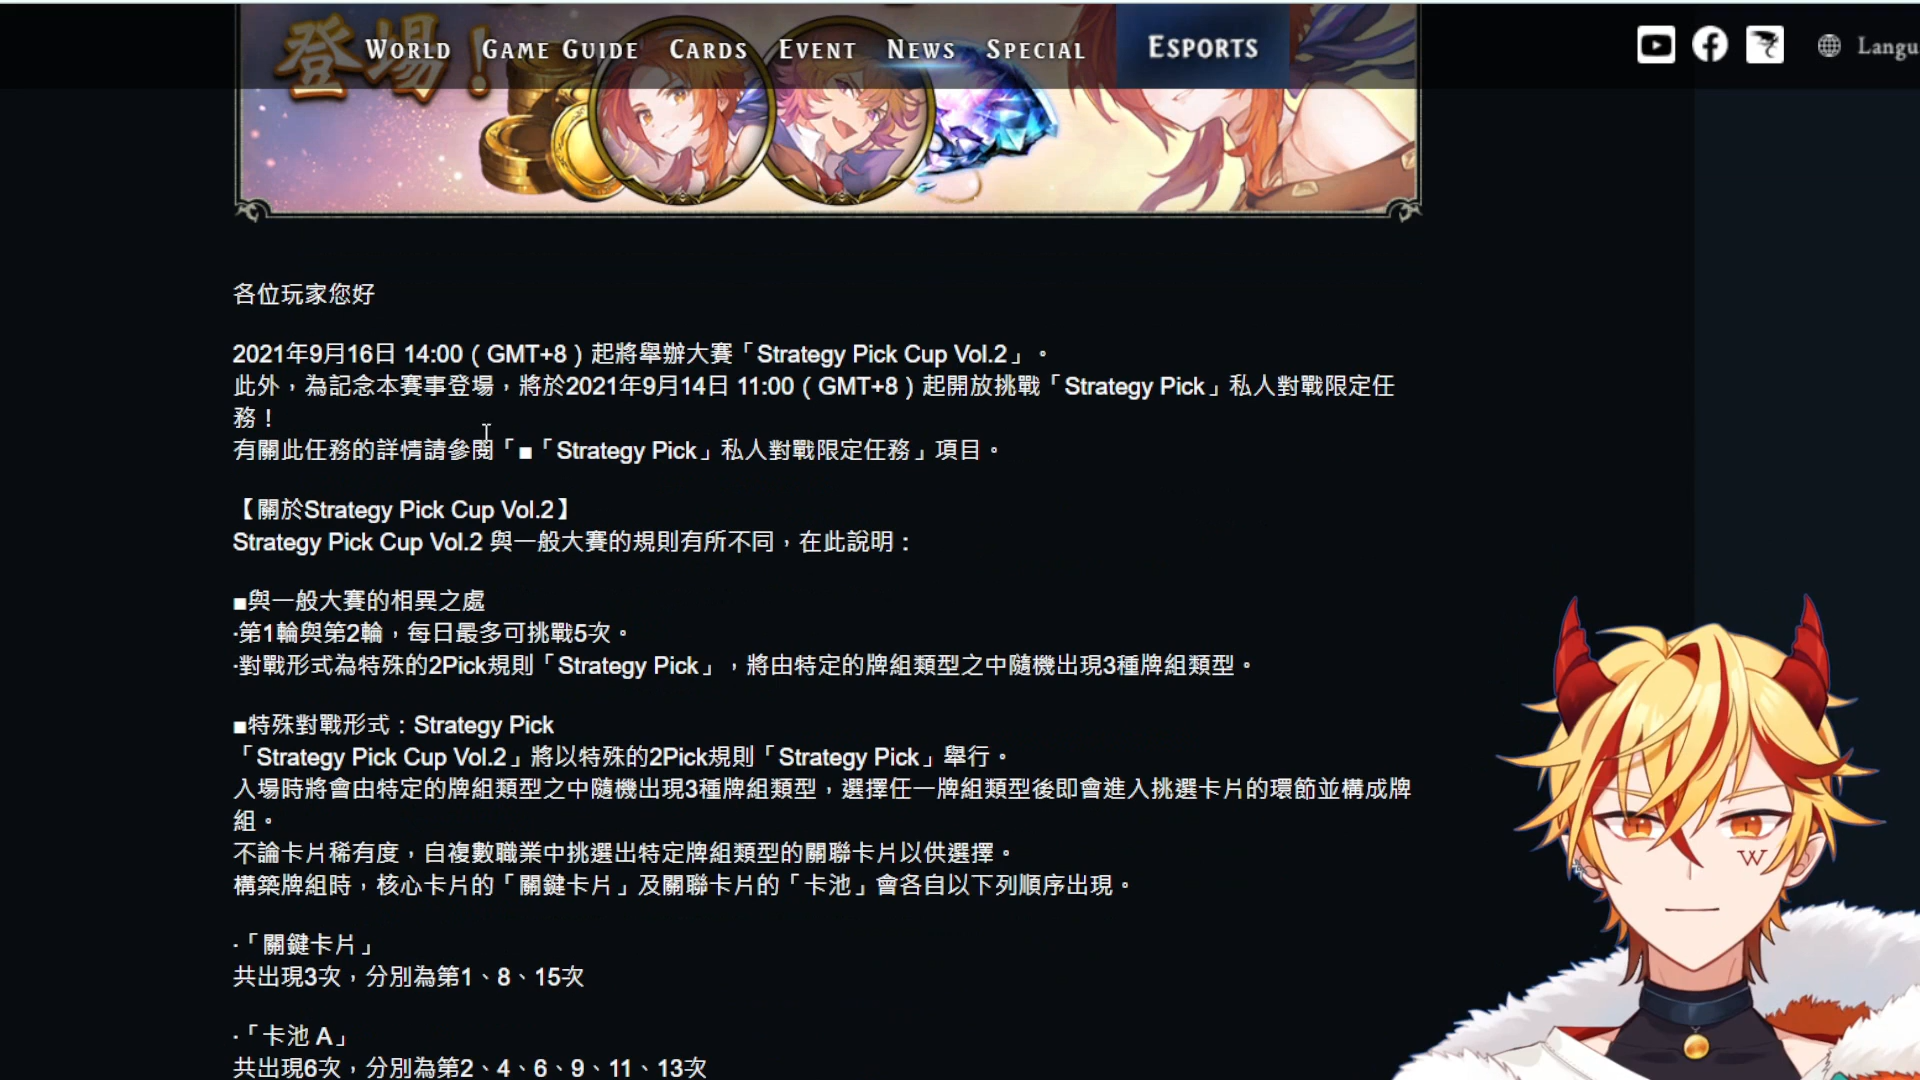 登場！
WORLD GAME GUIDE CARDS EVENT NEWS SPECIAL ESPORTS Langu
各位玩家您好
2021年9月16日 14:00（GMT+8）起將舉辦大賽「Strategy Pick Cup Vol.2」。
此外，為記念本賽事登場，將於2021年9月14日 11:00（GMT+8）起開放挑戰「Strategy Pick」私人對戰限定任
務！
有關此任務的詳情請參閱「■「Strategy Pick」私人對戰限定任務」項目。
【關於Strategy Pick Cup Vol.2】
Strategy Pick Cup Vol.2 與一般大賽的規則有所不同，在此說明：
■與一般大賽的相異之處
·第1輪與第2輪，每日最多可挑戰5次。
·對戰形式為特殊的2Pick規則「Strategy Pick」，將由特定的牌組類型之中隨機出現3種牌組類型。
■特殊對戰形式：Strategy Pick
「Strategy Pick Cup Vol.2」將以特殊的2Pick規則「Strategy Pick」舉行。
入場時將會由特定的牌組類型之中隨機出現3種牌組類型，選擇任一牌組類型後即會進入挑選卡片的環節並構成牌
組。
不論卡片稀有度，自複數職業中挑選出特定牌組類型的關聯卡片以供選擇。
構築牌組時，核心卡片的「關鍵卡片」及關聯卡片的「卡池」會各自以下列順序出現。
·「關鍵卡片」
共出現3次，分別為第1、8、15次
·「卡池 A」
共出現6次，分別為第2、4、6、9、11、13次
W